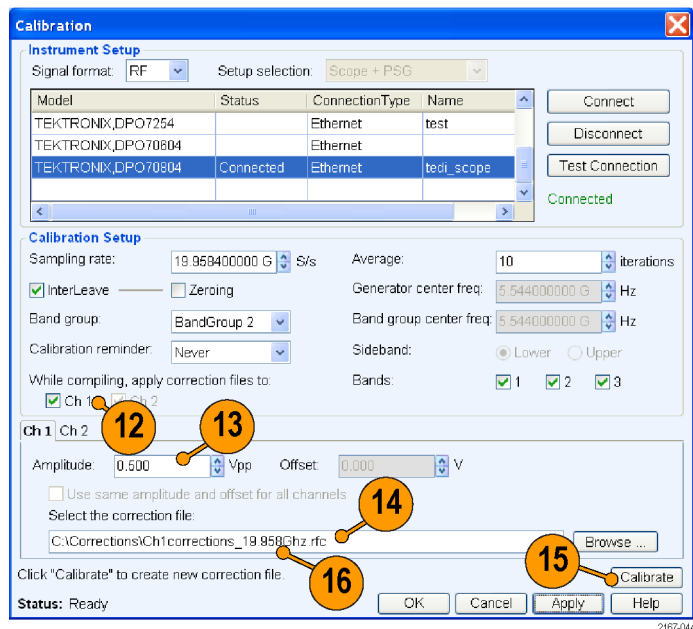 Calibration
Instrument Setup
Signal format: RF Setup selection: Scope + PSG
Model Status ConnectionType Name
TEKTRONIX,DPO7254 Ethernet test
TEKTRONIX,DPO70604 Ethernet
TEKTRONIX,DPO70804 Connected Ethernet tedi_scope
Connect
Disconnect
Test Connection
Connected
Calibration Setup
Sampling rate: 19.958400000 G S/s Average: 10 iterations
InterLeave Zeroing Generator center freq: 5.544000000 G Hz
Band group: BandGroup 2 Band group center freq: 5.544000000 G Hz
Calibration reminder: Never Sideband: Lower Upper
While compiling, apply correction files to: Bands: 1 2 3
Ch 1 Ch 2
12
13
Ch 1 Ch 2
Amplitude: 0.500 Vpp Offset: 0.000 V
Use same amplitude and offset for all channels
14
Select the correction file:
C:\Corrections\Ch1corrections_19.958Ghz.rfc Browse ...
15
16
Click "Calibrate" to create new correction file. Calibrate
Status: Ready OK Cancel Apply Help